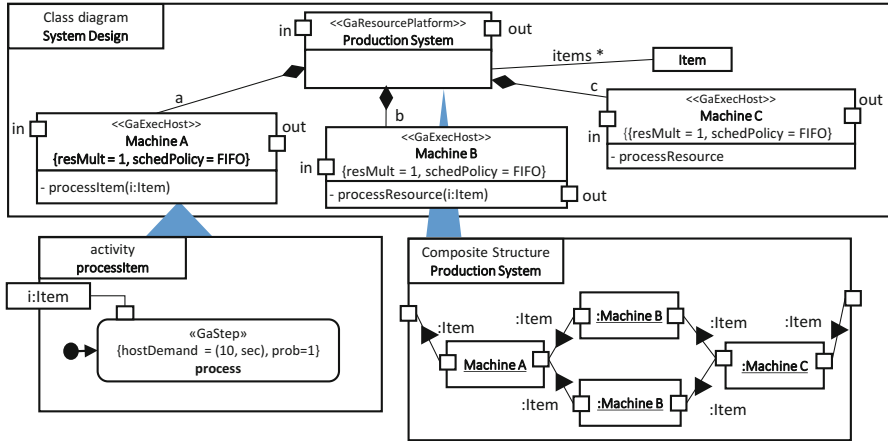 Class diagram
System Design
in
<<GaResourcePlatform>>
Production System
out
items *
Item
a
b
c
in
<<GaExecHost>>
Machine A
{resMult = 1, schedPolicy = FIFO}
- processItem(i:Item)
out
in
<<GaExecHost>>
Machine B
{resMult = 1, schedPolicy = FIFO}
- processResource(i:Item)
out
in
<<GaExecHost>>
Machine C
{{resMult = 1, schedPolicy = FIFO}
- processResource
out
activity
processItem
i:Item
«GaStep»
{hostDemand = (10, sec), prob=1}
process
Composite Structure
Production System
:Item
Machine A
:Item
:Machine B
:Item
:Item
:Machine B
:Item
:Item
:Machine C